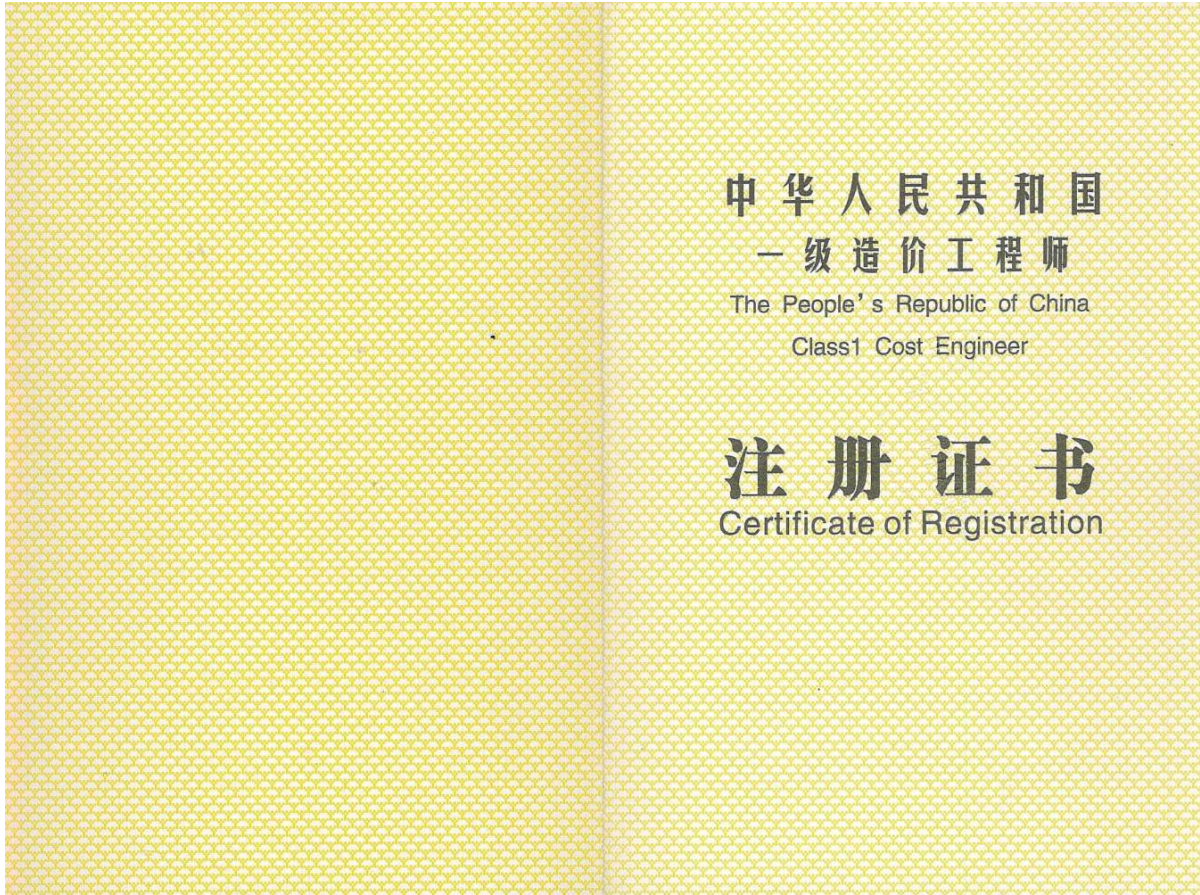 中华人民共和国
一级造价工程师
The People's Republic of China
Class1 Cost Engineer
注册证书
Certificate of Registration